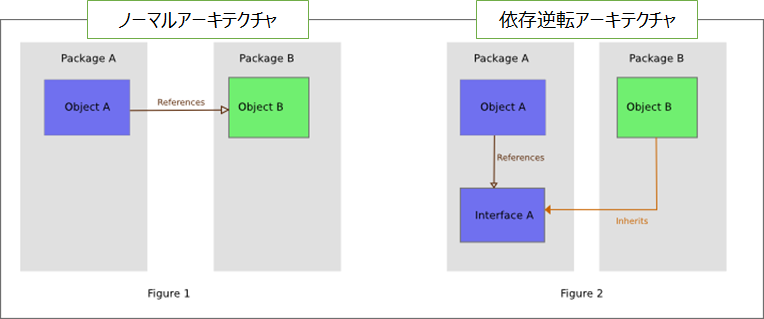 ノーマルアーキテクチャ
Package A
Package B
Object A
References
Object B
Figure 1
依存逆転アーキテクチャ
Package A
Package B
Object A
Object B
References
Interface A
Inherits
Figure 2